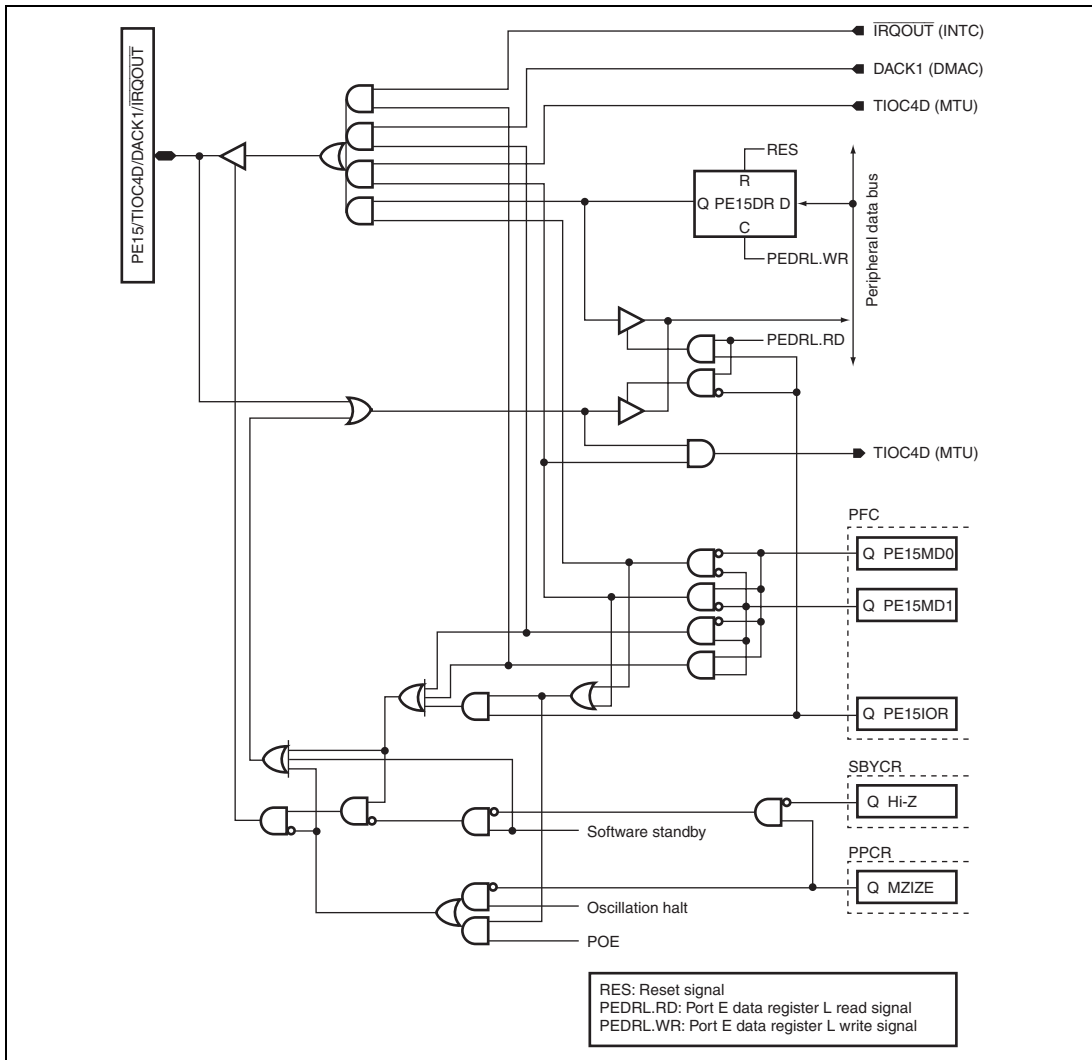 PE15/TIOC4D/DACK1/IRQOUT
IRQOUT (INTC)
DACK1 (DMAC)
TIOC4D (MTU)
RES
R
Q PE15DR D
C
PEDRL.WR
Peripheral data bus
PEDRL.RD
TIOC4D (MTU)
PFC
Q PE15MD0
Q PE15MD1
Q PE15IOR
SBYCR
Q Hi-Z
Software standby
PPCR
Q MZIZE
Oscillation halt
POE
RES: Reset signal
PEDRL.RD: Port E data register L read signal
PEDRL.WR: Port E data register L write signal